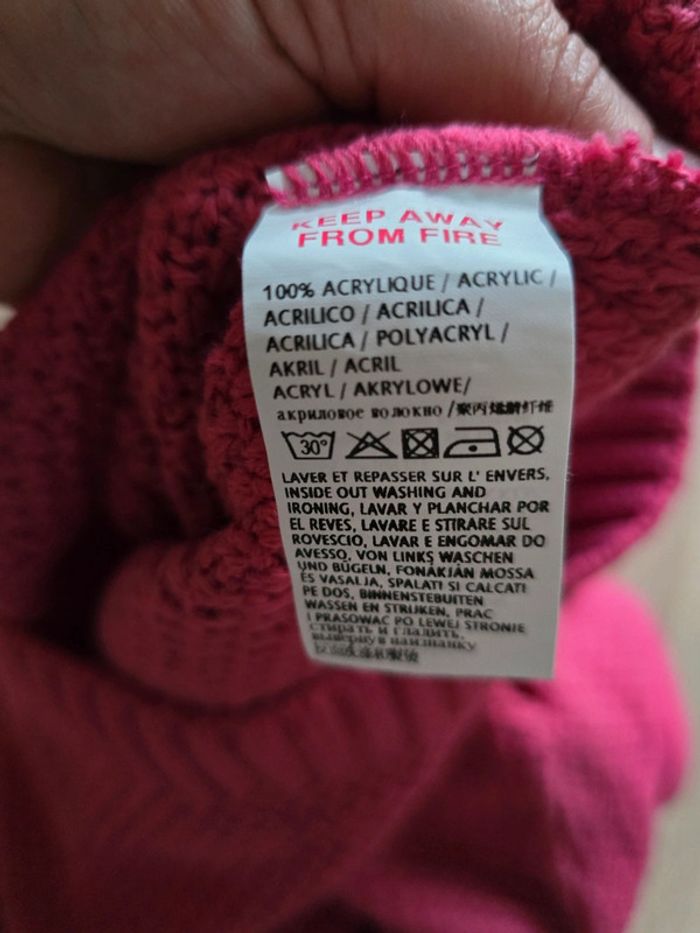 KEEP AWAY
FROM FIRE
100% ACRYLIQUE / ACRYLIC /
ACRILICO / ACRILICA /
ACRILICA / POLYACRYL /
AKRIL / ACRIL
ACRYL / AKRYLOWE/
акриловое волокно /聚丙烯腈纤维
30°
LAVER ET REPASSER SUR L' ENVERS,
INSIDE OUT WASHING AND
IRONING, LAVAR Y PLANCHAR POR
EL REVES, LAVARE E STIRARE SUL
ROVESCIO, LAVAR E ENGOMAR DO
AVESSO, VON LINKS WASCHEN
UND BÜGELN, FONÁKJÁN MOSSA
ÉS VASALJA, SPALATI SI CALCATI
PE DOS, BINNENSTEBUITEN
WASSEN EN STRIJKEN, PRAC
I PRASOWAC PO LEWEJ STRONIE
стирать и гладить,
вывернув наизнанку